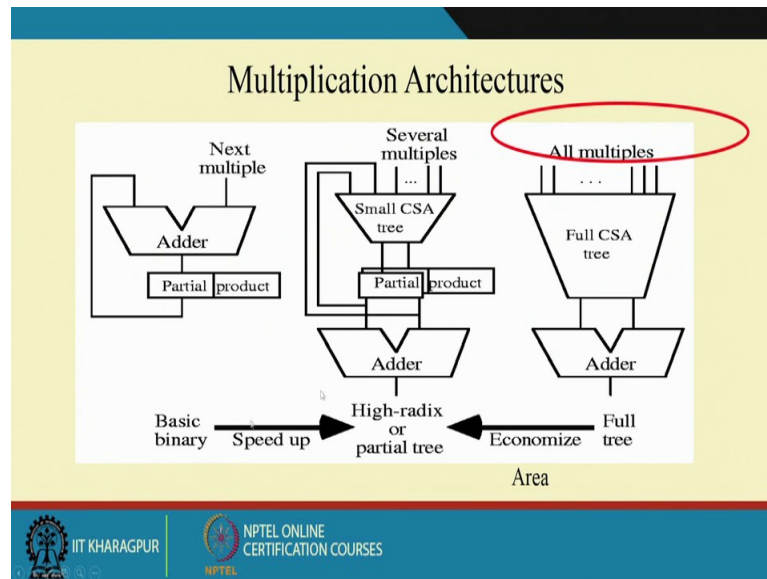 Multiplication Architectures
Next
multiple
Adder
Partial product
Several
multiples
...
Small CSA
tree
Partial product
Adder
All multiples
. . .
Full CSA
tree
Adder
Basic
binary
Speed up
High-radix
or
partial tree
Economize
Full
tree
Area
IIT KHARAGPUR
NPTEL
NPTEL ONLINE
CERTIFICATION COURSES